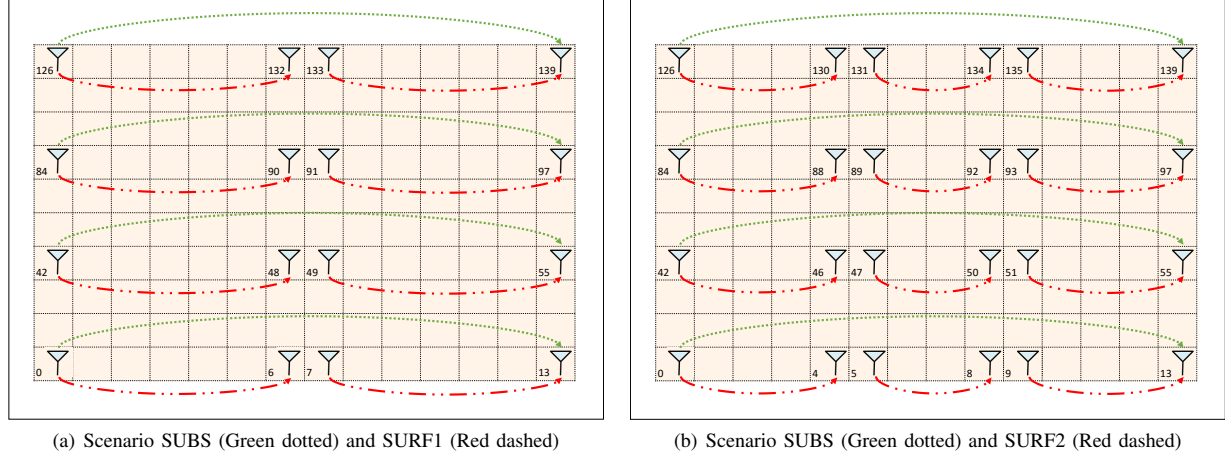 126 132 133 139
84 90 91 97
42 48 49 55
0 6 7 13
(a) Scenario SUBS (Green dotted) and SURF1 (Red dashed)
126 130 131 134 135 139
84 88 89 92 93 97
42 46 47 50 51 55
0 4 5 8 9 13
(b) Scenario SUBS (Green dotted) and SURF2 (Red dashed)